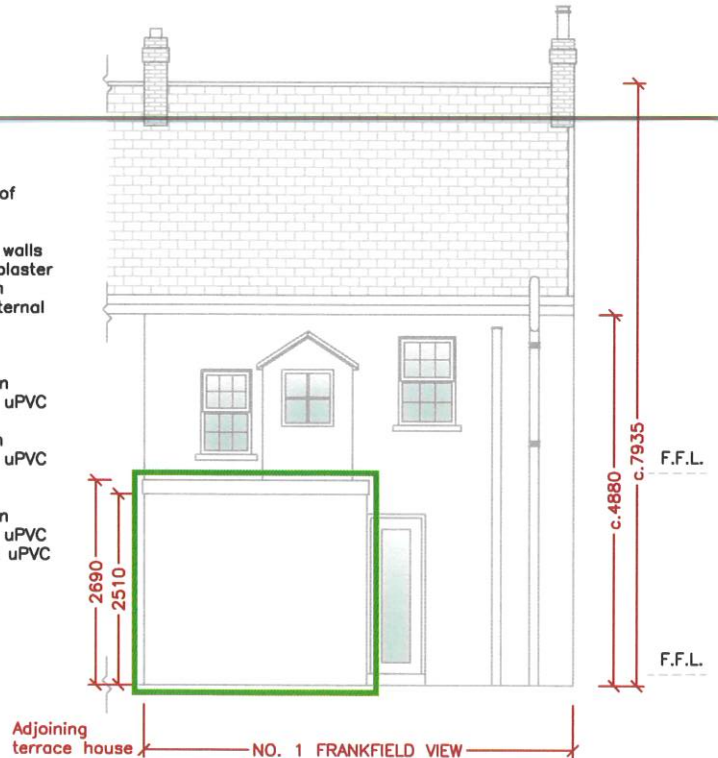 of
walls
plaster
n
ternal
n
uPVC
n
uPVC
n
uPVC
uPVC
F.F.L.
F.F.L.
2690
2510
c.4880
c.7935
Adjoining
terrace house
NO. 1 FRANKFIELD VIEW